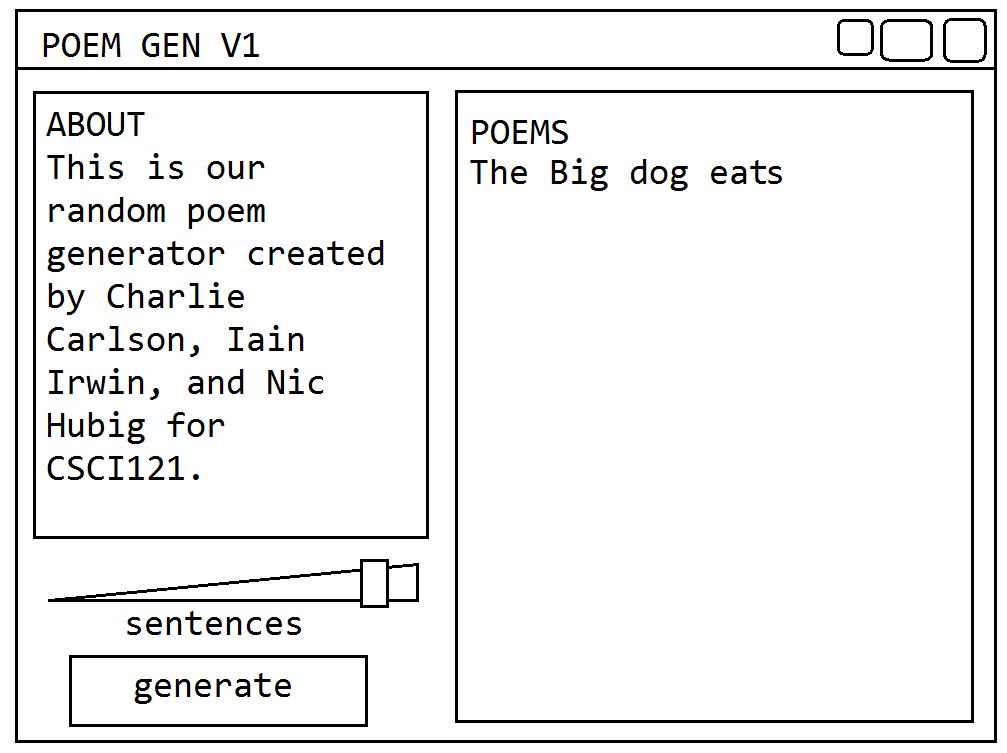 POEM GEN V1
ABOUT
This is our
random poem
generator created
by Charlie
Carlson, Iain
Irwin, and Nic
Hubig for
CSCI121.
sentences
generate
POEMS
The Big dog eats